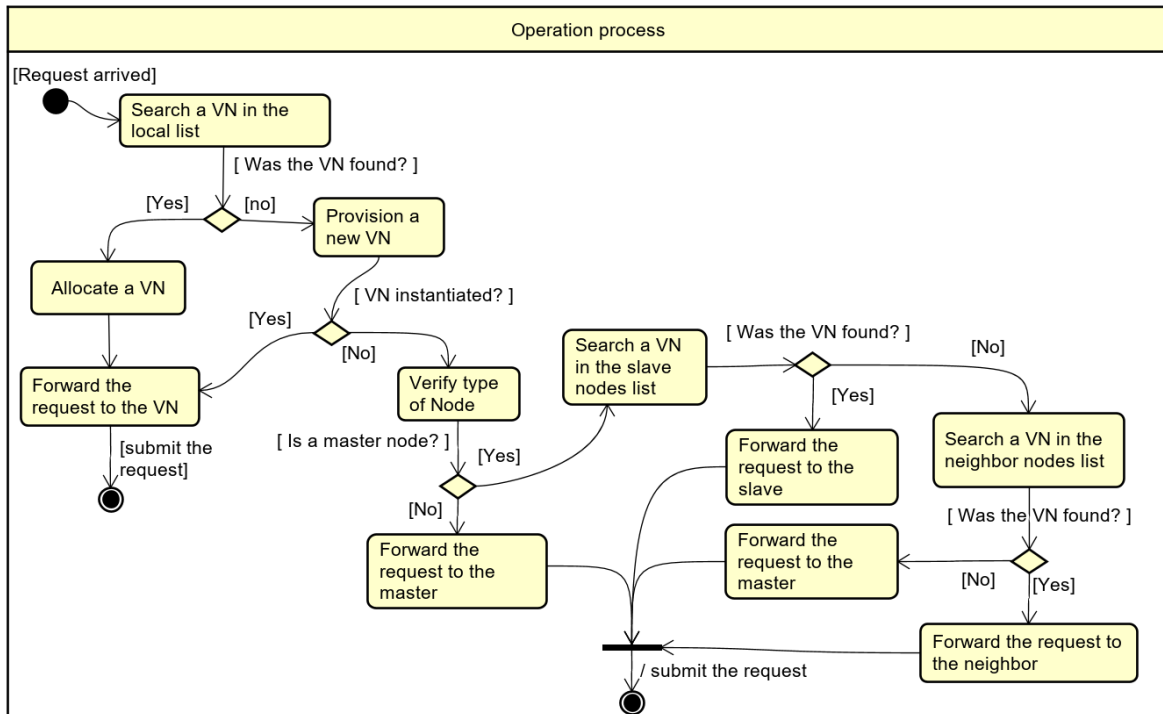 Operation process
[Request arrived]
Search a VN in the
local list
[ Was the VN found? ]
[Yes]
[no]
Provision a
new VN
Allocate a VN
[ VN instantiated? ]
[Yes]
[No]
Forward the
request to the VN
Verify type
of Node
[submit the
request]
[ Is a master node? ]
[Yes]
[No]
Forward the
request to the
master
Search a VN
in the slave
nodes list
[ Was the VN found? ]
[No]
[Yes]
Forward the
request to the
slave
Search a VN in the
neighbor nodes list
[ Was the VN found? ]
[No]
[Yes]
Forward the
request to the
master
Forward the request to
the neighbor
/ submit the request